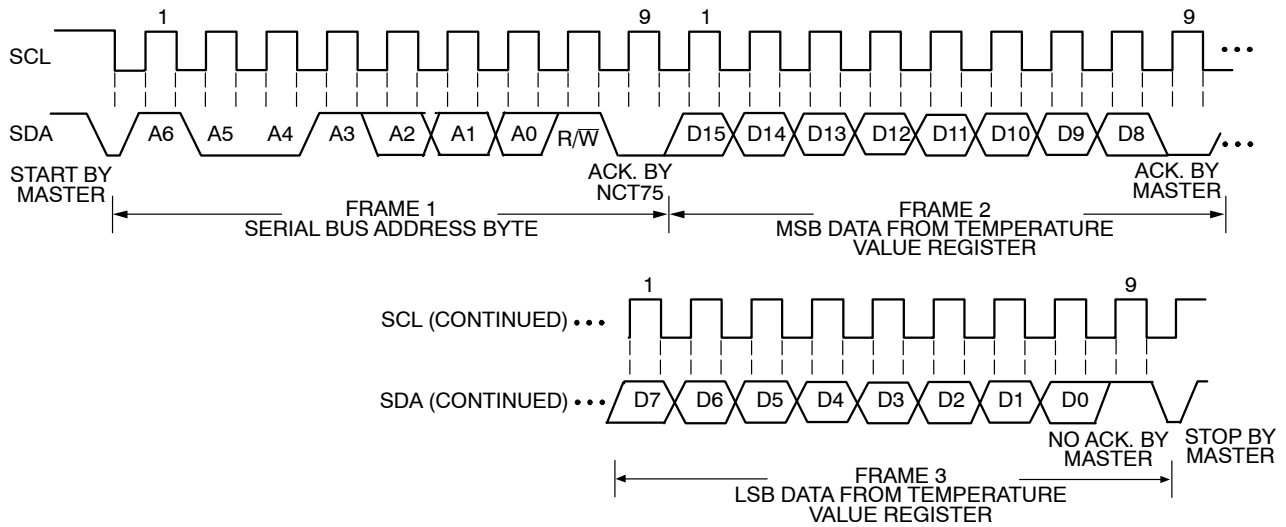 1 9 1 9
SCL
SDA A6 A5 A4 A3 A2 A1 A0 R/W̅ D15 D14 D13 D12 D11 D10 D9 D8
START BY
MASTER
ACK. BY
NCT75
ACK. BY
MASTER
FRAME 1
SERIAL BUS ADDRESS BYTE
FRAME 2
MSB DATA FROM TEMPERATURE
VALUE REGISTER
1 9
SCL (CONTINUED)
SDA (CONTINUED) D7 D6 D5 D4 D3 D2 D1 D0
NO ACK. BY
MASTER
STOP BY
MASTER
FRAME 3
LSB DATA FROM TEMPERATURE
VALUE REGISTER